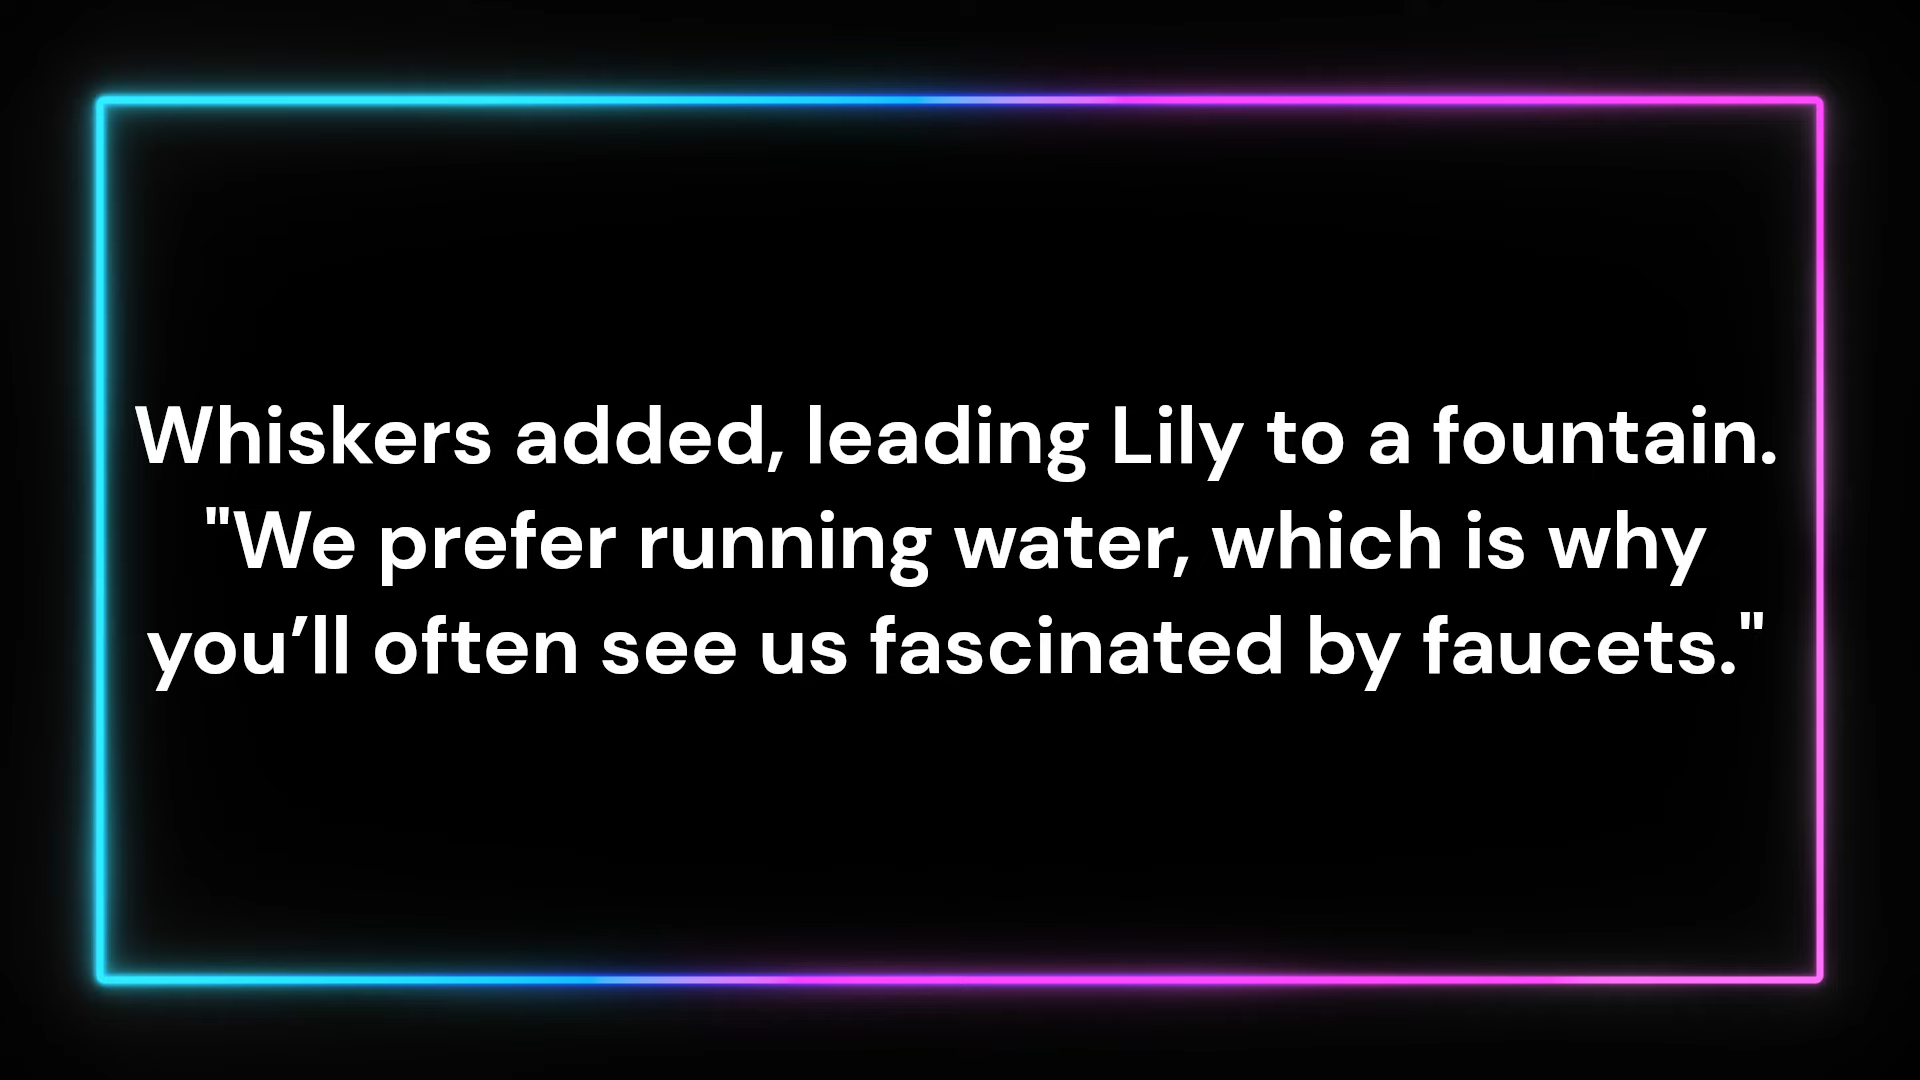 Whiskers added, leading Lily to a fountain.
"We prefer running water, which is why
you’ll often see us fascinated by faucets."